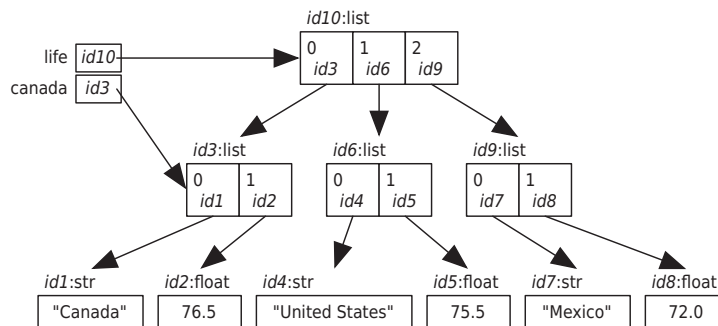 id10:list
life id10 0 1 2
id3 id6 id9
canada id3
id3:list id6:list id9:list
0 1 0 1 0 1
id1 id2 id4 id5 id7 id8
id1:str id2:float id4:str id5:float id7:str id8:float
"Canada" 76.5 "United States" 75.5 "Mexico" 72.0